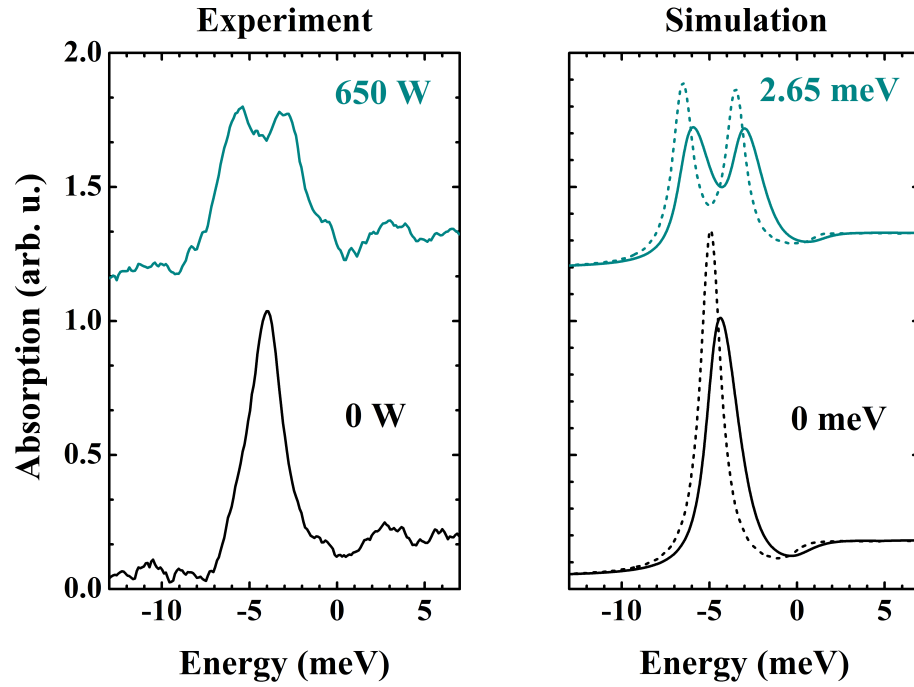 Experiment
Simulation
2.0
1.5
1.0
0.5
0.0
Absorption (arb. u.)
650 W
0 W
2.65 meV
0 meV
-10 -5 0 5
-10 -5 0 5
Energy (meV)
Energy (meV)